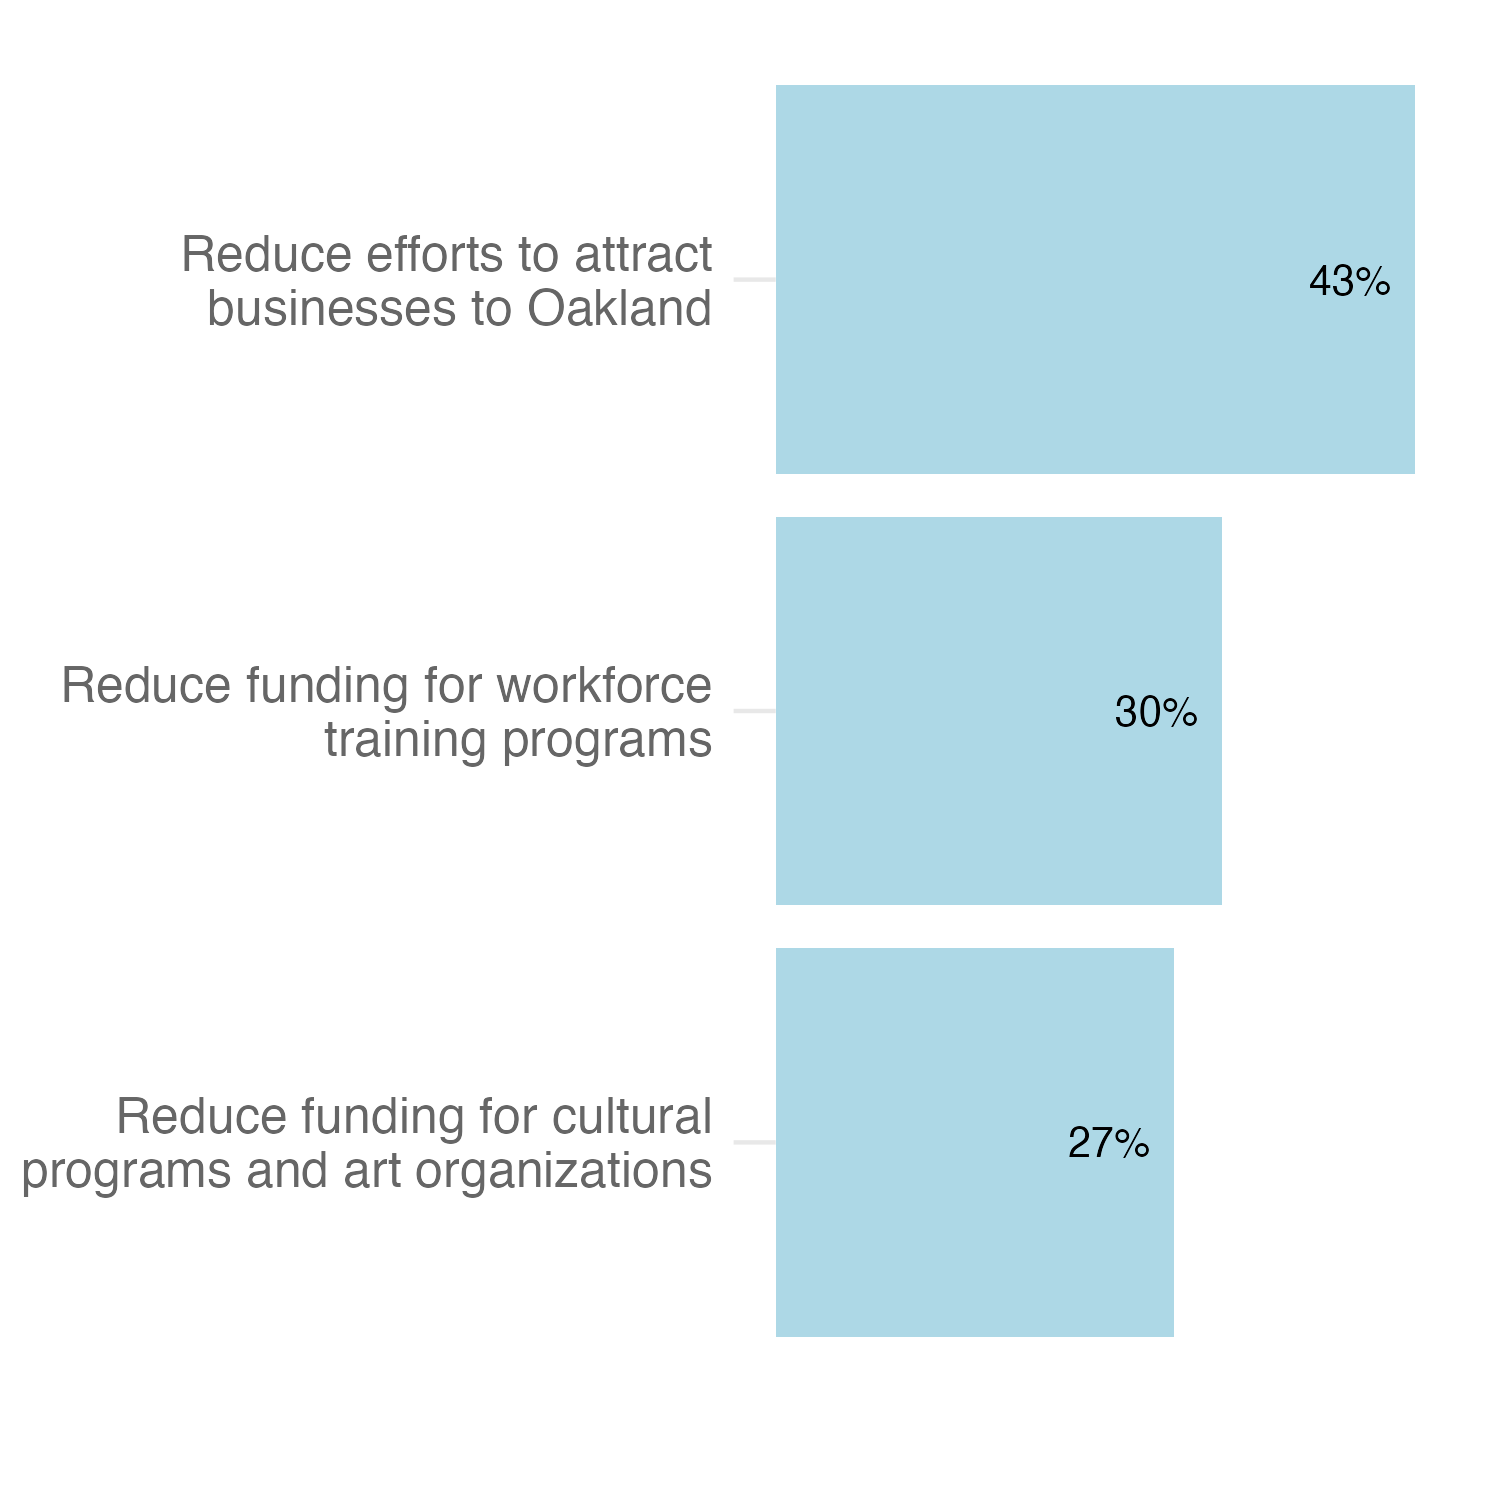 Reduce efforts to attract
businesses to Oakland
43%
Reduce funding for workforce
training programs
30%
Reduce funding for cultural
programs and art organizations
27%